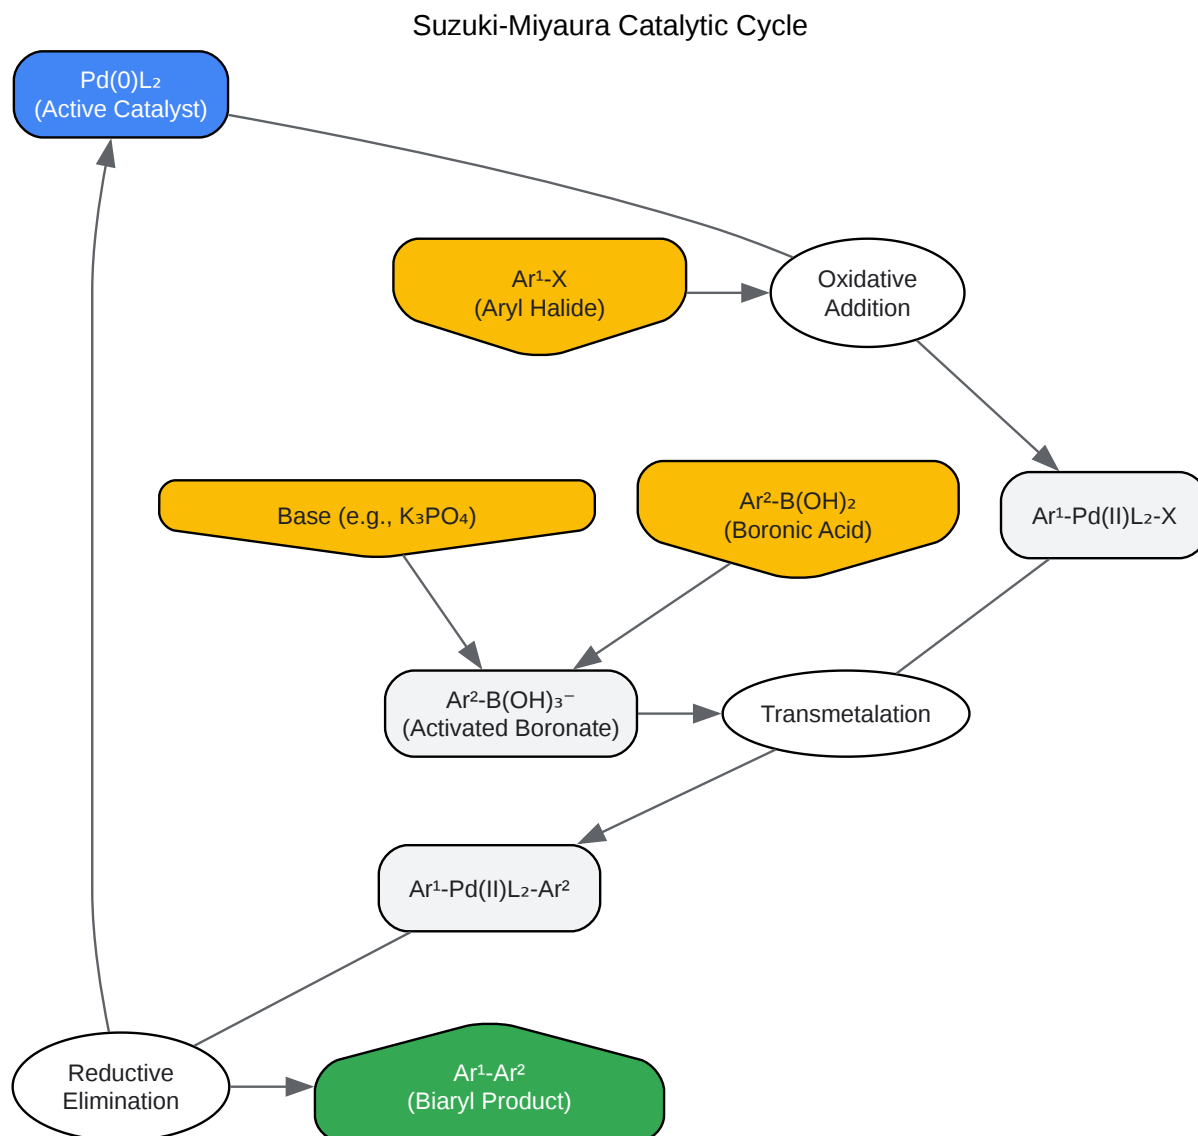 Suzuki-Miyaura Catalytic Cycle
Pd(0)L₂
(Active Catalyst)
Ar¹-X
(Aryl Halide)
Oxidative
Addition
Base (e.g., K₃PO₄)
Ar²-B(OH)₂
(Boronic Acid)
Ar¹-Pd(II)L₂-X
Ar²-B(OH)₃⁻
(Activated Boronate)
Transmetalation
Ar¹-Pd(II)L₂-Ar²
Reductive
Elimination
Ar¹-Ar²
(Biaryl Product)